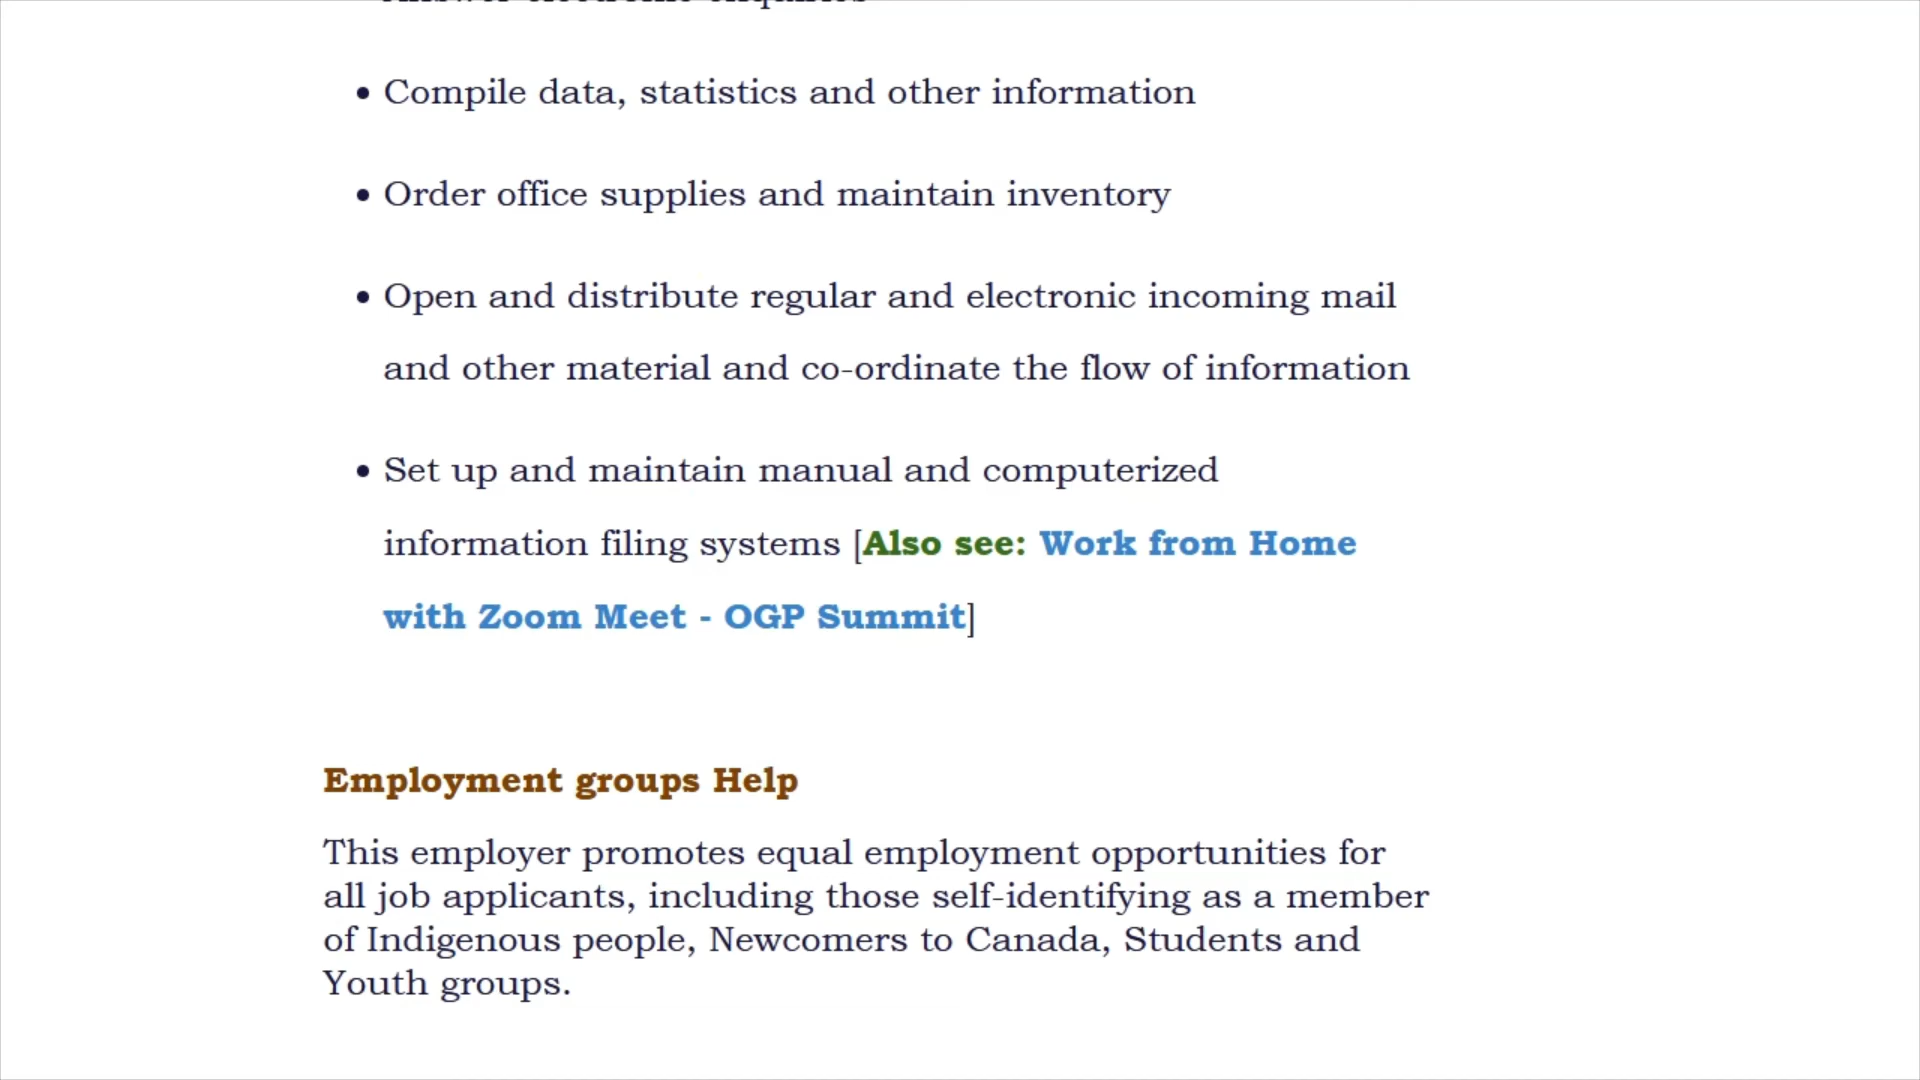 Answer electronic enquiries
• Compile data, statistics and other information
• Order office supplies and maintain inventory
• Open and distribute regular and electronic incoming mail
and other material and co-ordinate the flow of information
• Set up and maintain manual and computerized
information filing systems [Also see: Work from Home
with Zoom Meet - OGP Summit]
Employment groups Help
This employer promotes equal employment opportunities for
all job applicants, including those self-identifying as a member
of Indigenous people, Newcomers to Canada, Students and
Youth groups.